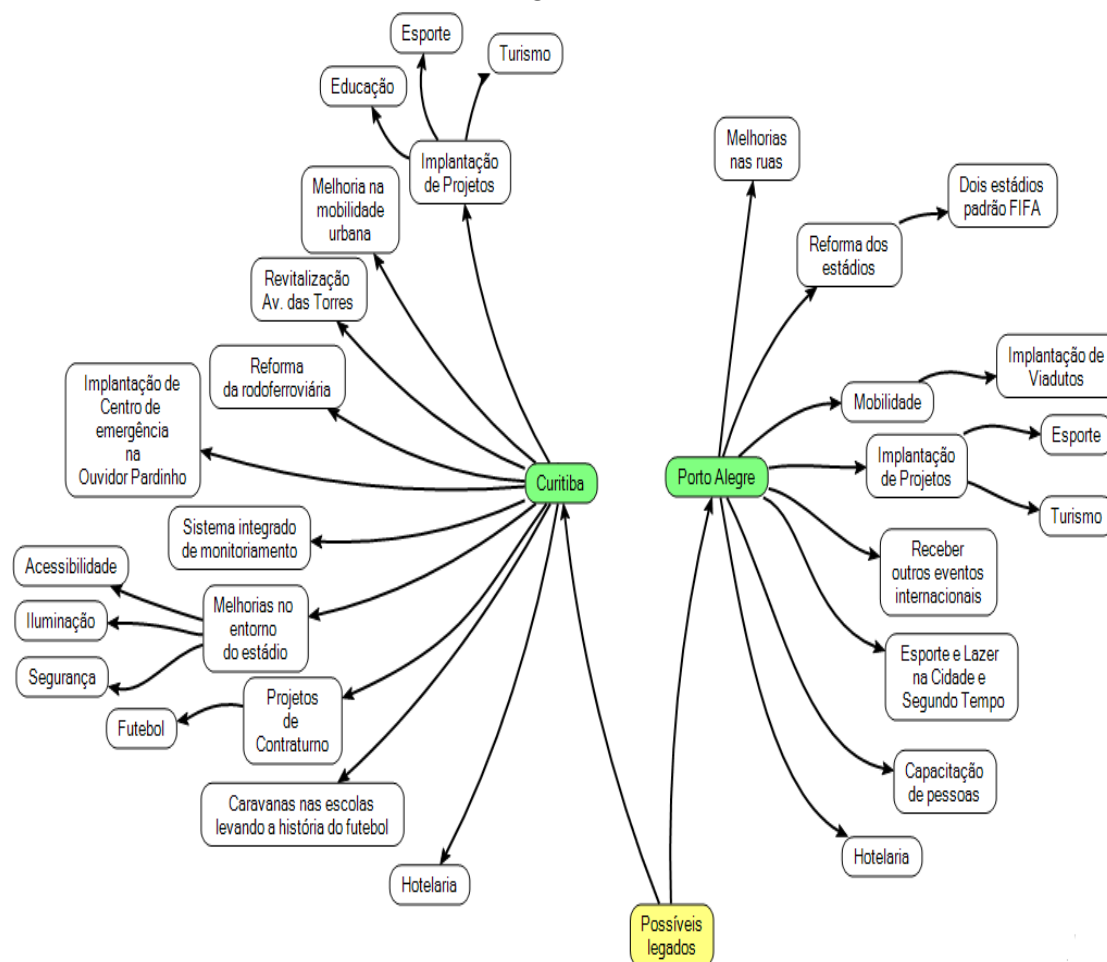 Esporte
Turismo
Educação
Implantação
de Projetos
Melhoria na
mobilidade
urbana
Revitalização
Av. das Torres
Reforma
da rodoferroviária
Implantação de
Centro de
emergência
na
Ouvidor Pardinho
Curitiba
Sistema integrado
de monitoriamento
Acessibilidade
Iluminação
Segurança
Melhorias no
entorno
do estádio
Futebol
Projetos
de
Contraturno
Caravanas nas escolas
levando a história do futebol
Hotelaria
Melhorias
nas ruas
Dois estádios
padrão FIFA
Reforma dos
estádios
Implantação de
Viadutos
Mobilidade
Esporte
Implantação
de Projetos
Porto Alegre
Turismo
Receber
outros eventos
internacionais
Esporte e Lazer
na Cidade e
Segundo Tempo
Capacitação
de pessoas
Hotelaria
Possíveis
legados